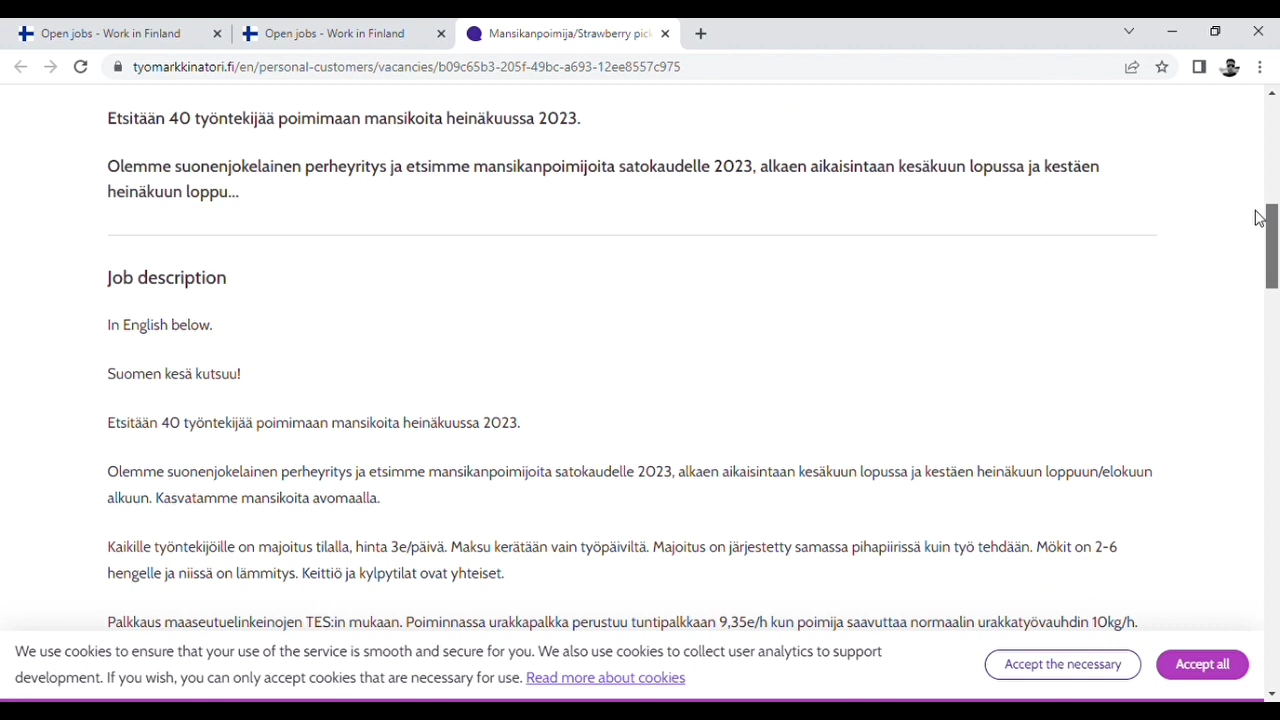 Open jobs - Work in Finland
Open jobs - Work in Finland
Mansikanpoimija/Strawberry pick
tyomarkkinatori.fi/en/personal-customers/vacancies/b09c65b3-205f-49bc-a693-12ee8557c975
Etsitään 40 työntekijää poimimaan mansikoita heinäkuussa 2023.
Olemme suonenjokelainen perheyritys ja etsimme mansikanpoimijoita satokaudelle 2023, alkaen aikaisintaan kesäkuun lopussa ja kestäen
heinäkuun loppu...
Job description
In English below.
Suomen kesä kutsuu!
Etsitään 40 työntekijää poimimaan mansikoita heinäkuussa 2023.
Olemme suonenjokelainen perheyritys ja etsimme mansikanpoimijoita satokaudelle 2023, alkaen aikaisintaan kesäkuun lopussa ja kestäen heinäkuun loppuun/elokuun
alkuun. Kasvatamme mansikoita avomaalla.
Kaikille työntekijöille on majoitus tilalla, hinta 3e/päivä. Maksu kerätään vain työpäiviltä. Majoitus on järjestetty samassa pihapiirissä kuin työ tehdään. Mökit on 2-6
hengelle ja niissä on lämmitys. Keittiö ja kylpytilat ovat yhteiset.
Palkkaus maaseutuelinkeinojen TES:in mukaan. Poiminnassa urakkapalkka perustuu tuntipalkkaan 9,35e/h kun poimija saavuttaa normaalin urakkatyövauhdin 10kg/h.
We use cookies to ensure that your use of the service is smooth and secure for you. We also use cookies to collect user analytics to support
development. If you wish, you can only accept cookies that are necessary for use. Read more about cookies
Accept the necessary
Accept all